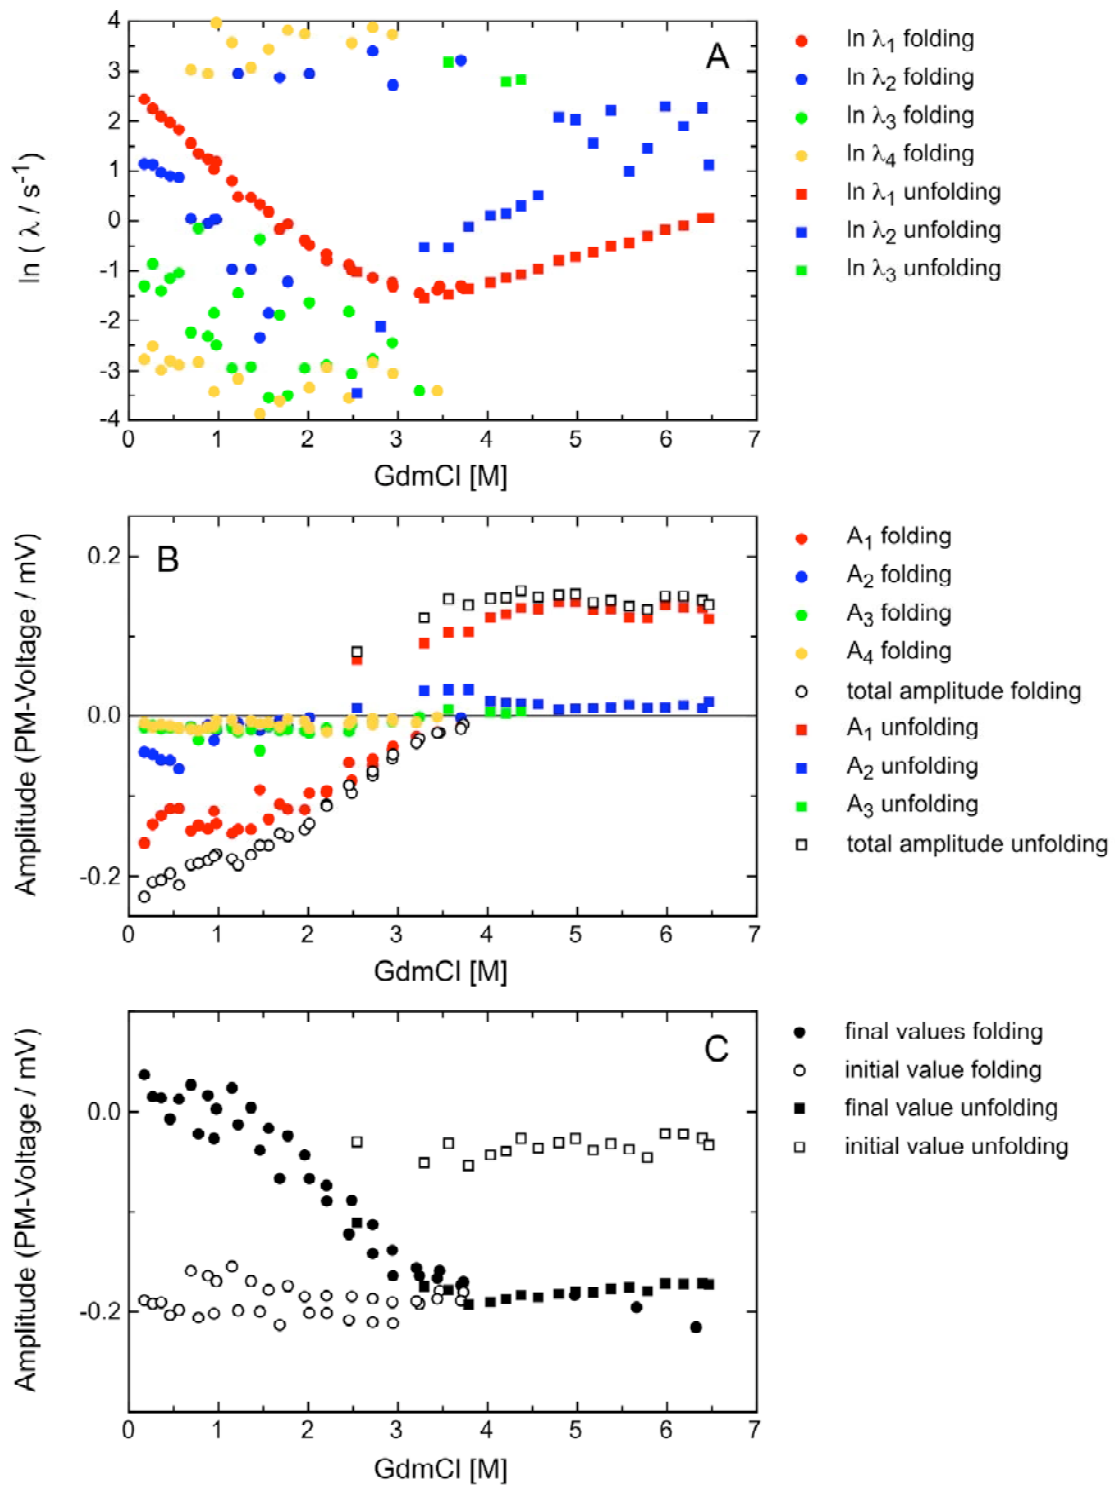 A
ln ( λ / s-1)
4
3
2
1
0
-1
-2
-3
-4
0 1 2 3 4 5 6 7
GdmCl [M]
ln λ1 folding
ln λ2 folding
ln λ3 folding
ln λ4 folding
ln λ1 unfolding
ln λ2 unfolding
ln λ3 unfolding
B
Amplitude (PM-Voltage / mV)
0.2
0.0
-0.2
0 1 2 3 4 5 6 7
GdmCl [M]
A1 folding
A2 folding
A3 folding
A4 folding
total amplitude folding
A1 unfolding
A2 unfolding
A3 unfolding
total amplitude unfolding
C
Amplitude (PM-Voltage / mV)
0.0
-0.2
0 1 2 3 4 5 6 7
GdmCl [M]
final values folding
initial value folding
final value unfolding
initial value unfolding